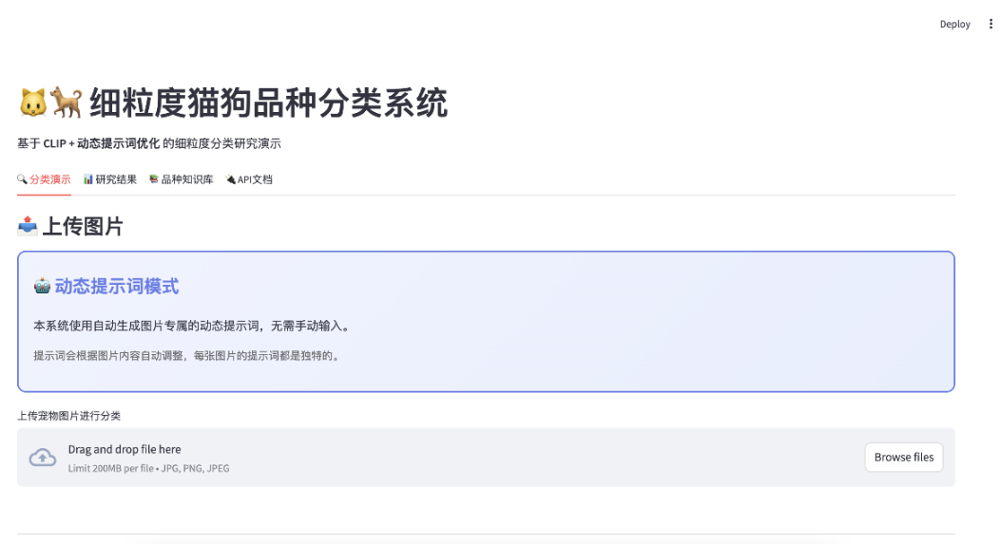 Deploy
🐱🐕 细粒度猫狗品种分类系统
基于 CLIP + 动态提示词优化 的细粒度分类研究演示
🔍 分类演示 📊 研究结果 📚 品种知识库 🔌 API文档
📤 上传图片
🤖 动态提示词模式
本系统使用自动生成图片专属的动态提示词，无需手动输入。
提示词会根据图片内容自动调整，每张图片的提示词都是独特的。
上传宠物图片进行分类
Drag and drop file here
Limit 200MB per file • JPG, PNG, JPEG
Browse files